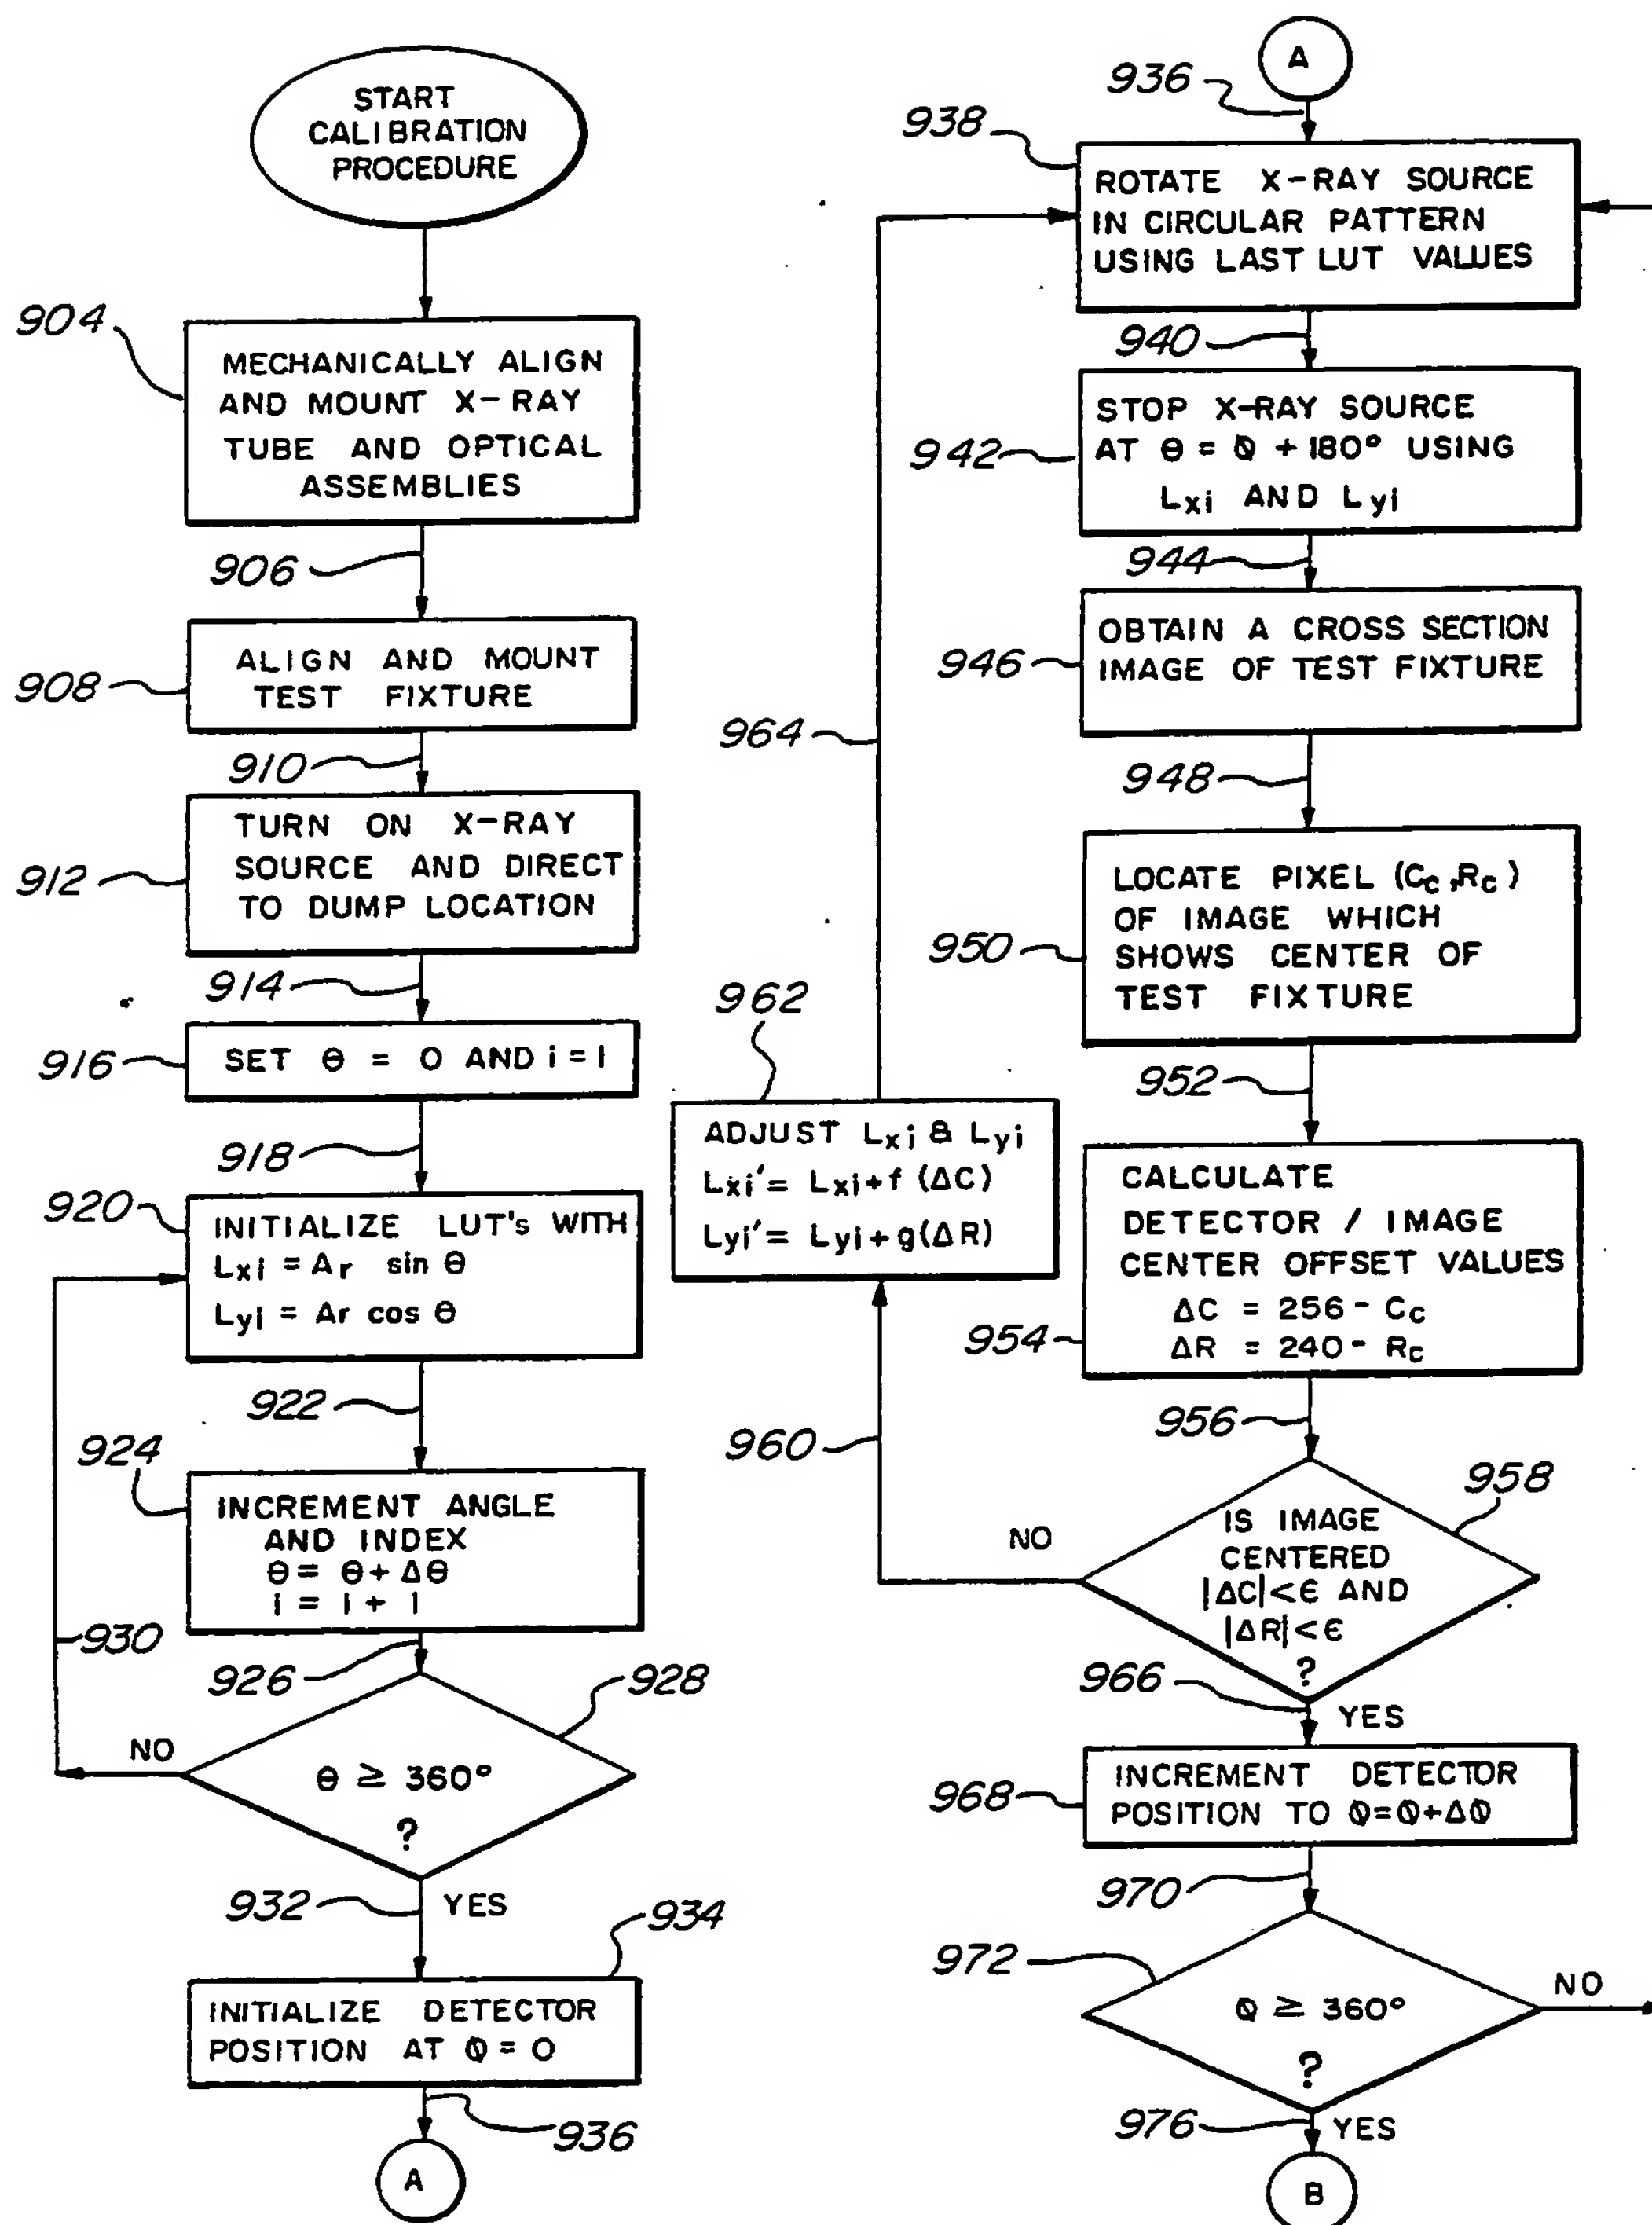 START
CALIBRATION
PROCEDURE
904
MECHANICALLY ALIGN
AND MOUNT X-RAY
TUBE AND OPTICAL
ASSEMBLIES
906
908
ALIGN AND MOUNT
TEST FIXTURE
910
912
TURN ON X-RAY
SOURCE AND DIRECT
TO DUMP LOCATION
914
916
SET θ = 0 AND i = 1
918
920
INITIALIZE LUT's WITH
Lxi = Ar sin θ
Lyi = Ar cos θ
922
924
INCREMENT ANGLE
AND INDEX
θ = θ + Δθ
i = i + 1
930
926
928
NO
θ ≥ 360°
?
932
YES
934
INITIALIZE DETECTOR
POSITION AT Φ = 0
936
A
A
936
938
ROTATE X-RAY SOURCE
IN CIRCULAR PATTERN
USING LAST LUT VALUES
940
942
STOP X-RAY SOURCE
AT θ = Φ + 180° USING
Lxi AND Lyi
944
946
OBTAIN A CROSS SECTION
IMAGE OF TEST FIXTURE
964
948
950
LOCATE PIXEL (Cc,Rc)
OF IMAGE WHICH
SHOWS CENTER OF
TEST FIXTURE
952
962
ADJUST Lxi & Lyi
Lxi' = Lxi + f (ΔC)
Lyi' = Lyi + g(ΔR)
954
CALCULATE
DETECTOR / IMAGE
CENTER OFFSET VALUES
ΔC = 256 - Cc
ΔR = 240 - Rc
956
960
958
NO
IS IMAGE
CENTERED
|ΔC| < ϵ AND
|ΔR| < ϵ
?
966
YES
968
INCREMENT DETECTOR
POSITION TO Φ=Φ+ΔΦ
970
972
NO
Φ ≥ 360°
?
976
YES
B